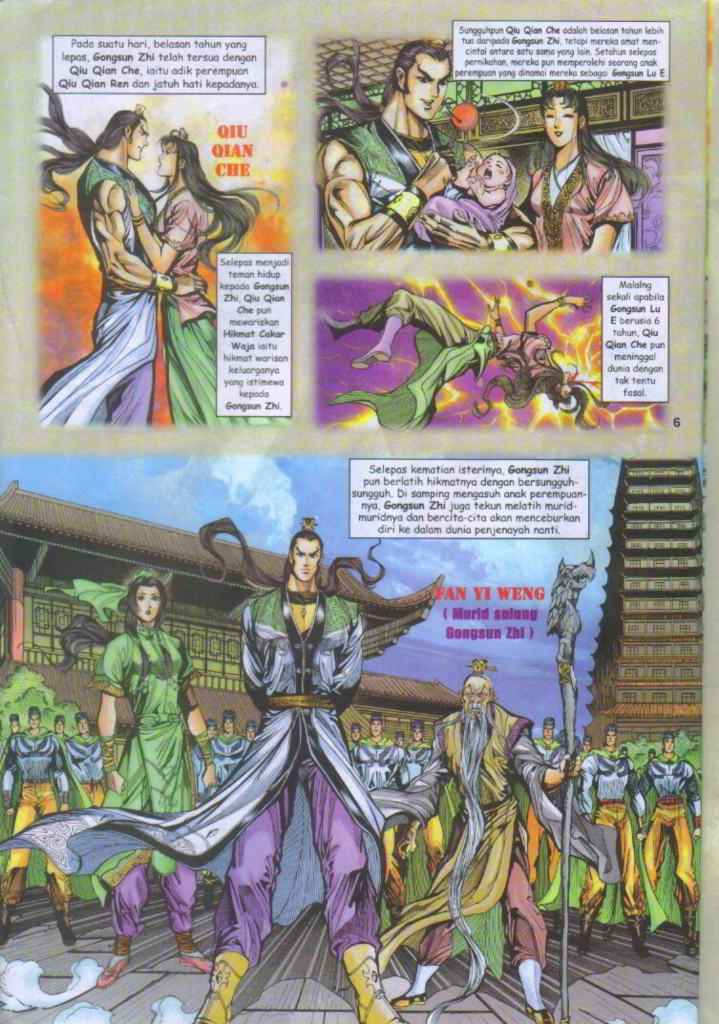 Pada suatu hari, belasan tahun yang
lepas, Gongsun Zhi telah tersua dengan
Qiu Qian Che, iaitu adik perempuan
Qiu Qian Ren dan jatuh hati kepadanya.
QIU
QIAN
CHE
Selepas menjadi
teman hidup
kepada Gongsun
Zhi, Qiu Qian
Che pun
mewariskan
Hikmat Cakar
Waja iaitu
hikmat warisan
keluarganya
yang istimewa
kepada
Gongsun Zhi.
Sungguhpun Qiu Qian Che adalah belasan tahun lebih
tua daripada Gongsun Zhi, tetapi mereka amat men-
cintai antara satu sama yang lain. Setahun selepas
pernikahan, mereka pun memperolehi seorang anak
perempuan yang dinamai mereka sebagai Gongsun Lu E.
Malalng
sekali apabila
Gongsun Lu
E berusia 6
tahun, Qiu
Qian Che pun
meninggal
dunia dengan
tak tentu
fasal.
6
Selepas kematian isterinya, Gongsun Zhi
pun berlatih hikmatnya dengan bersungguh-
sungguh. Di samping mengasuh anak perempuan-
nya, Gongsun Zhi juga tekun melatih murid-
muridnya dan bercita-cita akan menceburkan
diri ke dalam dunia penjenayah nanti.
FAN YI WENG
( Murid sulung
Gongsun Zhi )